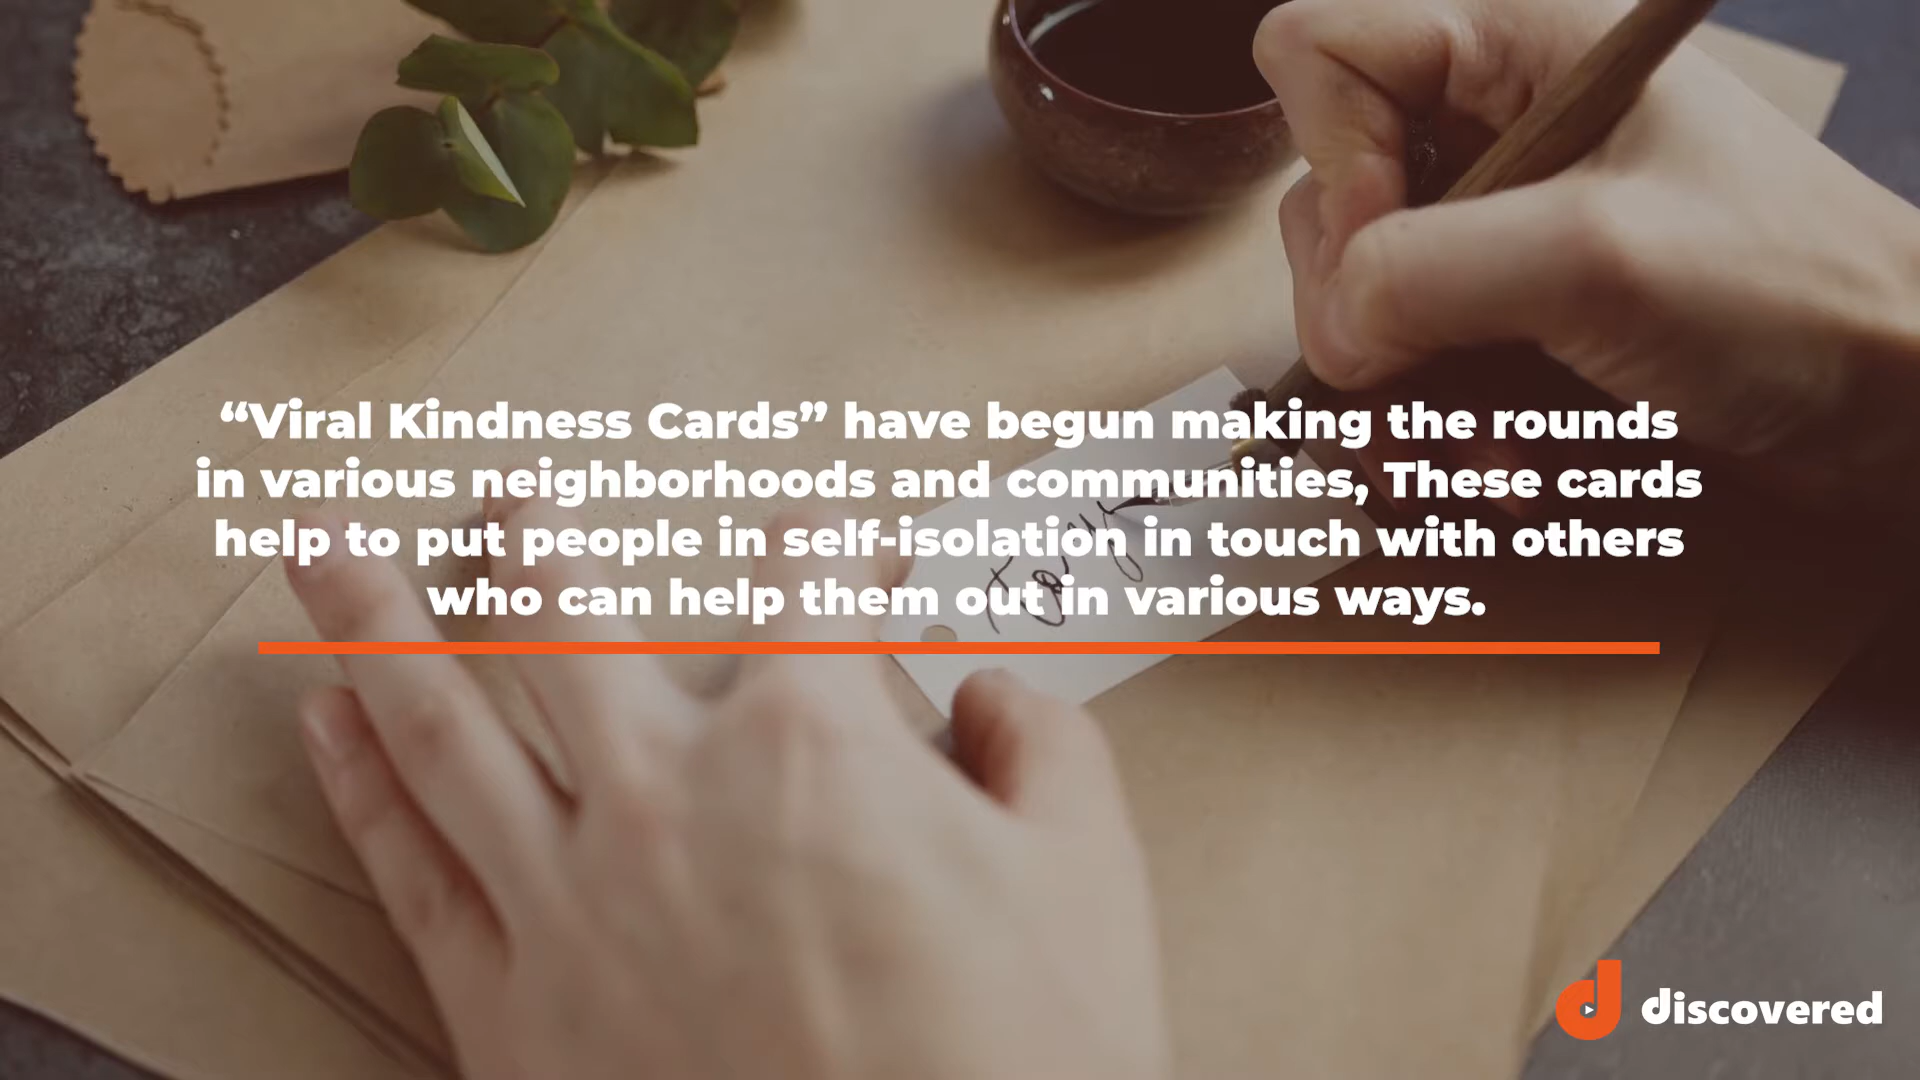 “Viral Kindness Cards” have begun making the rounds
in various neighborhoods and communities, These cards
help to put people in self-isolation in touch with others
who can help them out in various ways.
discovered